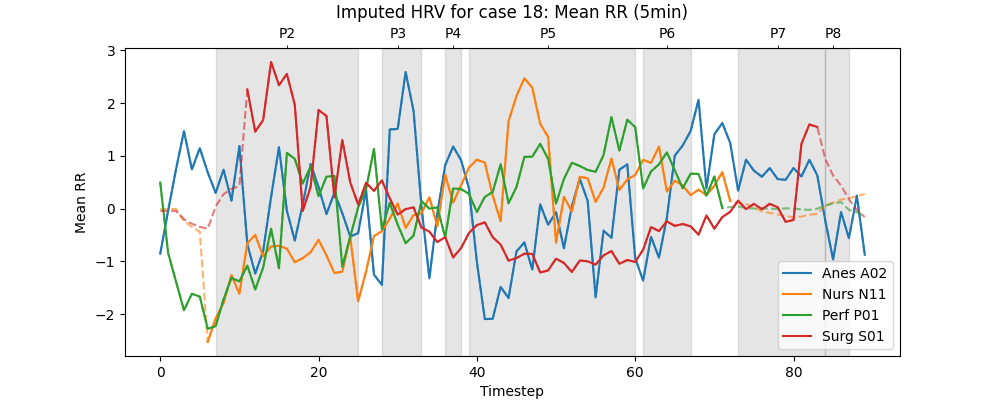 Imputed HRV for case 18: Mean RR (5min)
P2 P3 P4 P5 P6 P7 P8
Mean RR
3
2
1
0
−1
−2
0 20 40 60 80
Timestep
Anes A02
Nurs N11
Perf P01
Surg S01